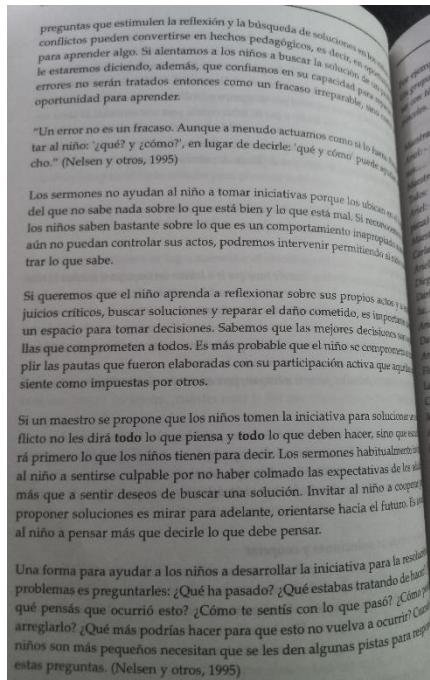 preguntas que estimulen la reflexión y la búsqueda de soluciones en los
conflictos pueden convertirse en hechos pedagógicos, es decir, en
para aprender algo. Si alentamos a los niños a buscar la solución de un
le estaremos diciendo, además, que confiamos en su capacidad para
errores no serán tratados entonces como un fracaso irreparable, sino como
oportunidad para aprender.
"Un error no es un fracaso. Aunque a menudo actuamos como si lo fuera.
tar al niño: '¿qué? y ¿cómo?', en lugar de decirle: 'qué y cómo' puede
cho." (Nelsen y otros, 1995)
Los sermones no ayudan al niño a tomar iniciativas porque los ubican en
del que no sabe nada sobre lo que está bien y lo que está mal. Si
los niños saben bastante sobre lo que es un comportamiento inapropiado
aún no puedan controlar sus actos, podremos intervenir permitiendo
trar lo que sabe.
Si queremos que el niño aprenda a reflexionar sobre sus propios actos y
juicios críticos, buscar soluciones y reparar el daño cometido, es importante
un espacio para tomar decisiones. Sabemos que las mejores decisiones son
llas que comprometen a todos. Es más probable que el niño se comprometa
plir las pautas que fueron elaboradas con su participación activa que
siente como impuestas por otros.
Si un maestro se propone que los niños tomen la iniciativa para solucionar
flicto no les dirá todo lo que piensa y todo lo que deben hacer, sino que
rá primero lo que los niños tienen para decir. Los sermones habitualmente
al niño a sentirse culpable por no haber colmado las expectativas de los
más que a sentir deseos de buscar una solución. Invitar al niño a cooperar
proponer soluciones es mirar para adelante, orientarse hacia el futuro. Es
al niño a pensar más que decirle lo que debe pensar.
Una forma para ayudar a los niños a desarrollar la iniciativa para la
problemas es preguntarles: ¿Qué ha pasado? ¿Qué estabas tratando de hacer?
qué pensás que ocurrió esto? ¿Cómo te sentís con lo que pasó? ¿Cómo
arreglarlo? ¿Qué más podrías hacer para que esto no vuelva a ocurrir?
niños son más pequeños necesitan que se les den algunas pistas para
estas preguntas. (Nelsen y otros, 1995)